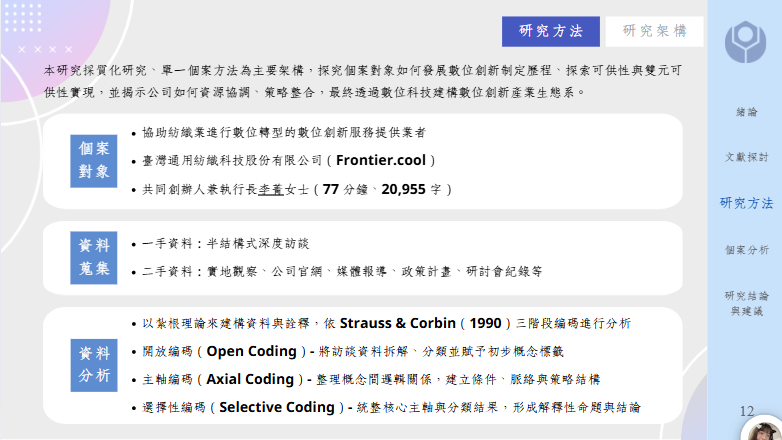 研究方法
研究架構
本研究採質化研究、單一個案方法為主要架構，探究個案對象如何發展數位創新制定歷程、探索可供性與雙元可
供性實現，並揭示公司如何資源協調、策略整合，最終透過數位科技建構數位創新產業生態系。
個案
對象
• 協助紡織業進行數位轉型的數位創新服務提供業者
• 臺灣通用紡織科技股份有限公司（Frontier.cool）
• 共同創辦人兼執行長李萱女士（77 分鐘、20,955 字）
資料
蒐集
• 一手資料：半結構式深度訪談
• 二手資料：實地觀察、公司官網、媒體報導、政策計畫、研討會紀錄等
資料
分析
• 以紮根理論來建構資料與詮釋，依 Strauss & Corbin（1990）三階段編碼進行分析
• 開放編碼（Open Coding）- 將訪談資料拆解、分類並賦予初步概念標籤
• 主軸編碼（Axial Coding）- 整理概念間邏輯關係，建立條件、脈絡與策略結構
• 選擇性編碼（Selective Coding）- 統整核心主軸與分類結果，形成解釋性命題與結論
緒論
文獻探討
研究方法
個案分析
研究結論
與建議
12